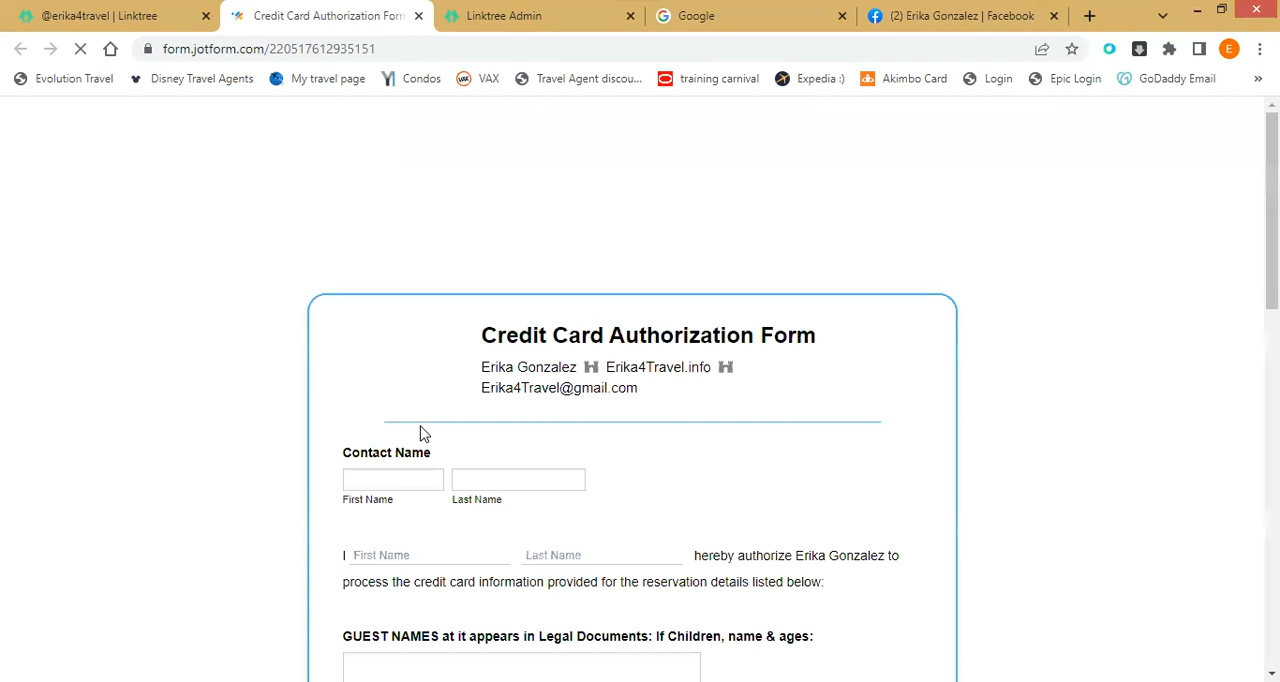 @erika4travel | Linktree
Credit Card Authorization Form
Linktree Admin
Google
(2) Erika Gonzalez | Facebook
form.jotform.com/220517612935151
E
Evolution Travel
Disney Travel Agents
My travel page
Condos
VAX
Travel Agent discou...
training carnival
Expedia :)
Akimbo Card
Login
Epic Login
GoDaddy Email
»
Credit Card Authorization Form
Erika Gonzalez Erika4Travel.info
Erika4Travel@gmail.com
Contact Name
First Name Last Name
I First Name Last Name hereby authorize Erika Gonzalez to
process the credit card information provided for the reservation details listed below:
GUEST NAMES at it appears in Legal Documents: If Children, name & ages: